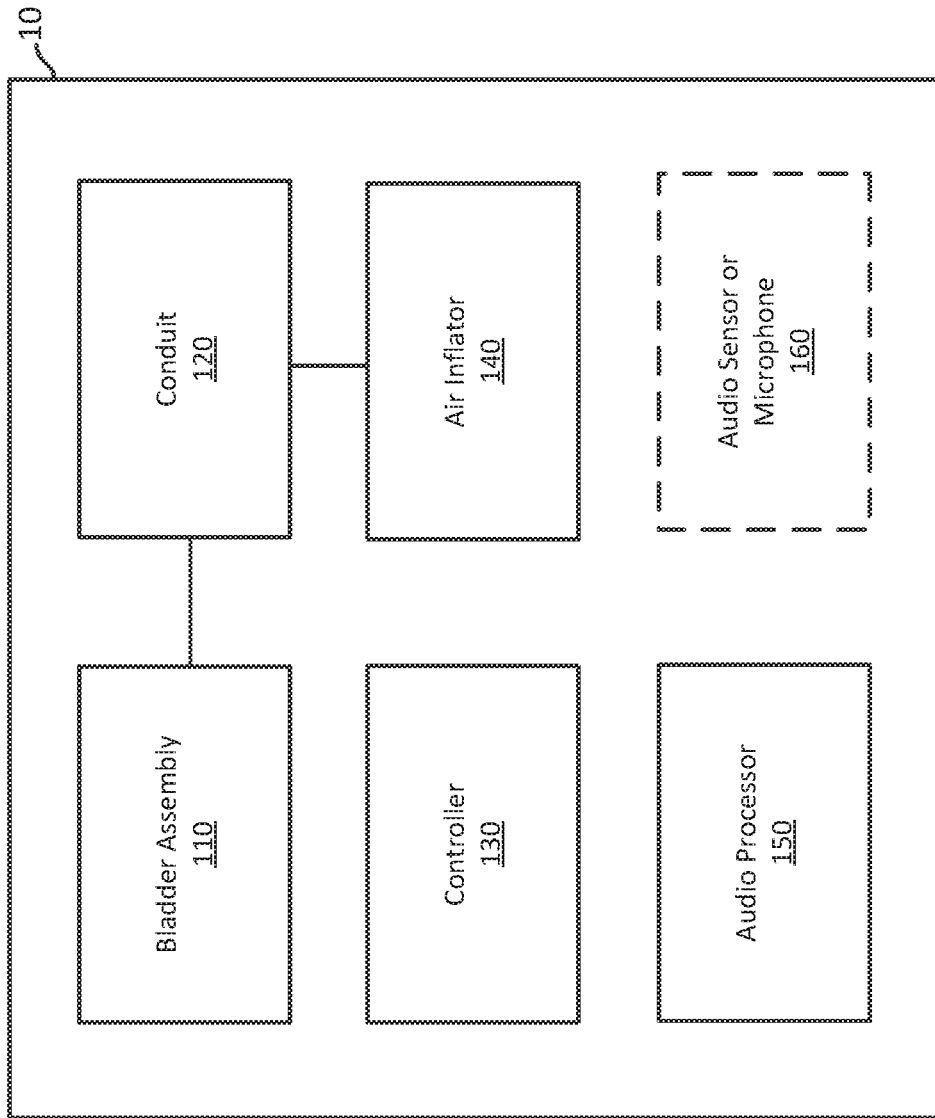 10
Bladder Assembly
110
Conduit
120
Controller
130
Air Inflator
140
Audio Processor
150
Audio Sensor or
Microphone
160